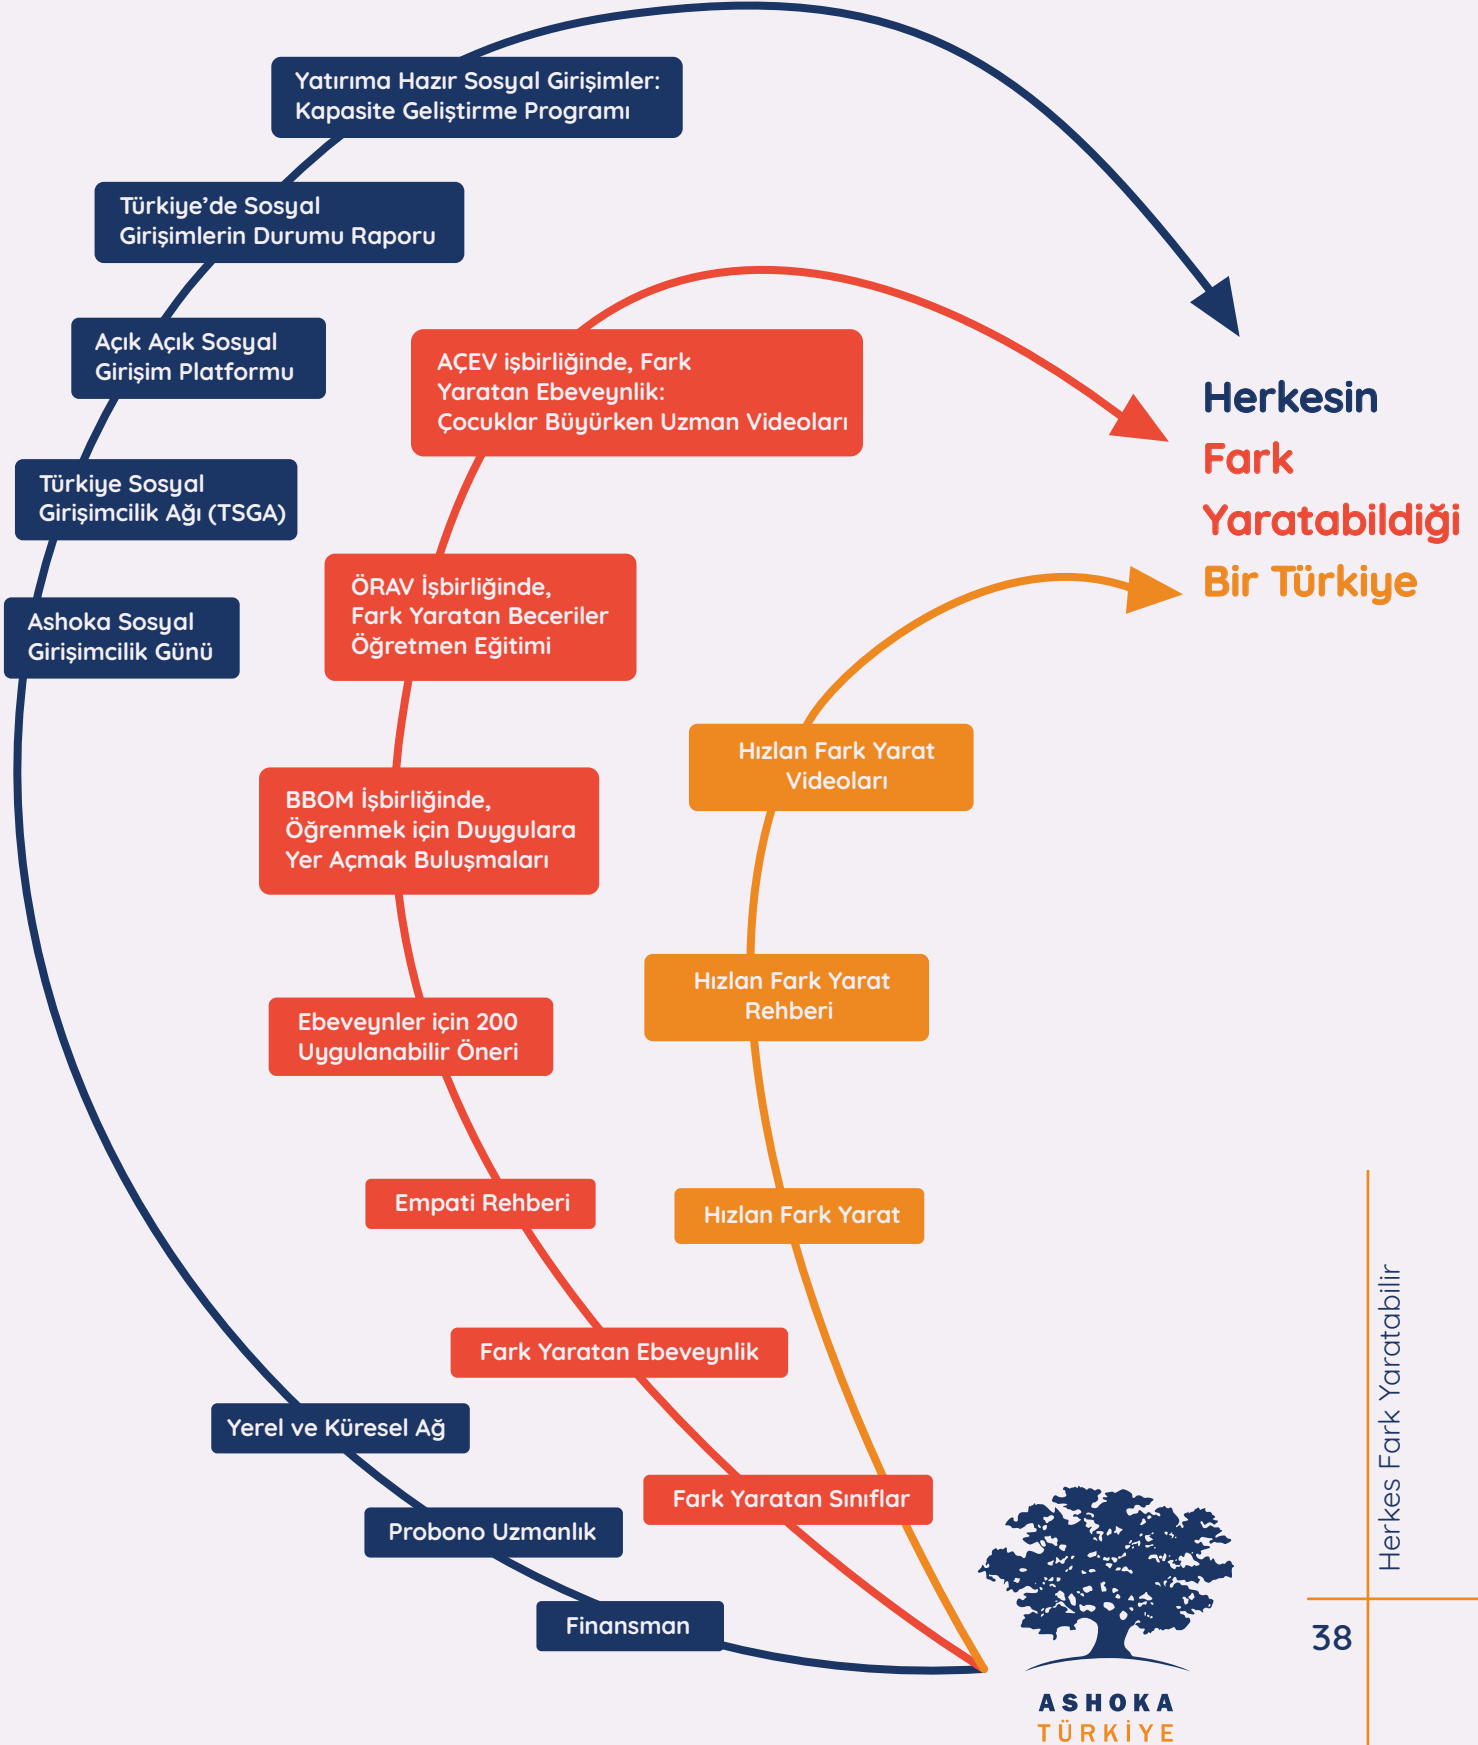 Yatırıma Hazır Sosyal Girişimler:
Kapasite Geliştirme Programı
Türkiye’de Sosyal
Girişimlerin Durumu Raporu
Açık Açık Sosyal
Girişim Platformu
Türkiye Sosyal
Girişimcilik Ağı (TSGA)
Ashoka Sosyal
Girişimcilik Günü
Yerel ve Küresel Ağ
Probono Uzmanlık
Finansman
AÇEV işbirliğinde, Fark
Yaratan Ebeveynlik:
Çocuklar Büyürken Uzman Videoları
ÖRAV İşbirliğinde,
Fark Yaratan Beceriler
Öğretmen Eğitimi
BBOM İşbirliğinde,
Öğrenmek için Duygulara
Yer Açmak Buluşmaları
Ebeveynler için 200
Uygulanabilir Öneri
Empati Rehberi
Fark Yaratan Ebeveynlik
Fark Yaratan Sınıflar
Hızlan Fark Yarat
Videoları
Hızlan Fark Yarat
Rehberi
Hızlan Fark Yarat
Herkesin
Fark
Yaratabildiği
Bir Türkiye
ASHOKA
TÜRKİYE
Herkes Fark Yaratabilir
38